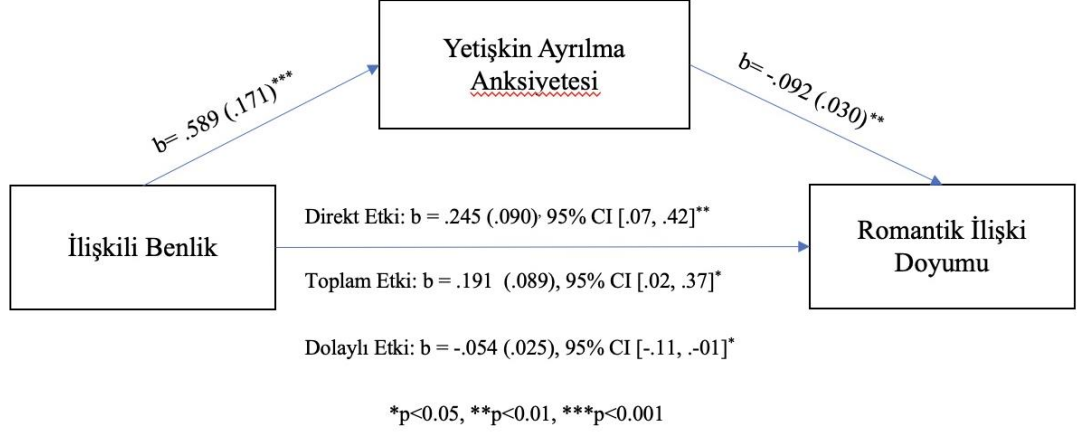 Yetişkin Ayrılma
Anksiyetesi
b= .589 (.171)***
b= -.092 (.030)**
İlişkili Benlik
Direkt Etki: b = .245 (.090), 95% CI [.07, .42]**
Romantik İlişki
Doyumu
Toplam Etki: b = .191 (.089), 95% CI [.02, .37]*
Dolaylı Etki: b = -.054 (.025), 95% CI [-.11, .-01]*
*p<0.05, **p<0.01, ***p<0.001